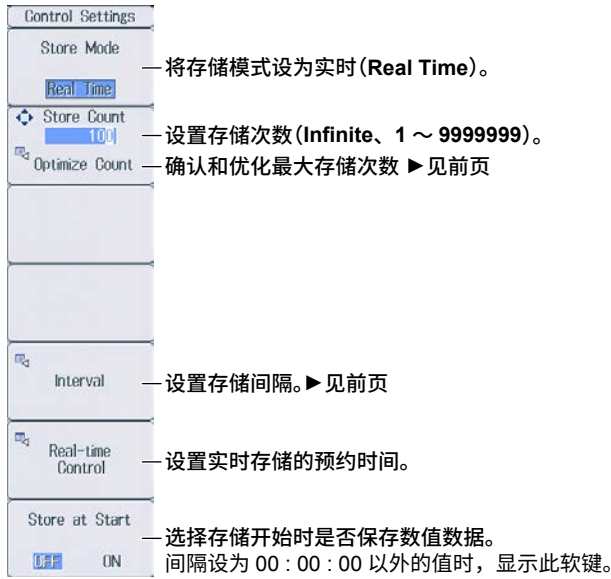 Control Settings
Store Mode
Real Time
将存储模式设为实时(Real Time)。
Store Count
100
设置存储次数(Infinite、1 ～ 9999999)。
Optimize Count
确认和优化最大存储次数 ►见前页
Interval
设置存储间隔。►见前页
Real-time
Control
设置实时存储的预约时间。
Store at Start
OFF ON
选择存储开始时是否保存数值数据。
间隔设为 00 : 00 : 00 以外的值时，显示此软键。